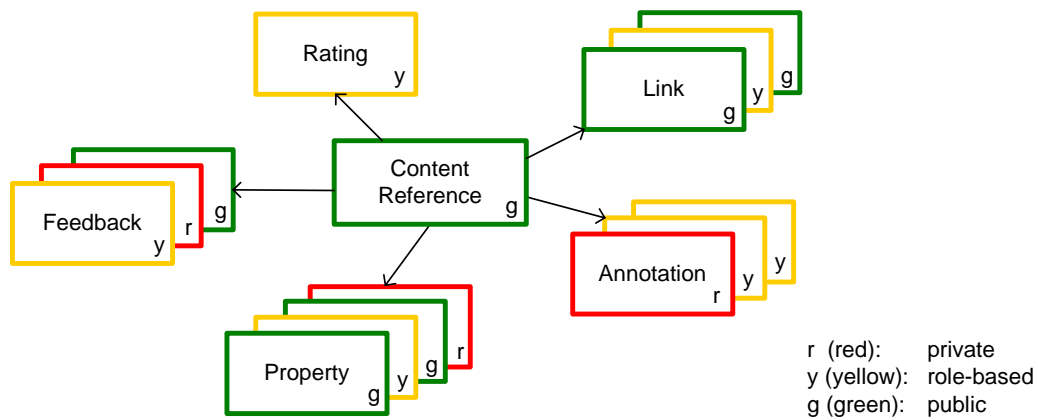 Rating
y
Link
g
y
g
Content
Reference
g
Feedback
y
r
g
Annotation
r
y
y
Property
g
y
g
r
r (red): private
y (yellow): role-based
g (green): public